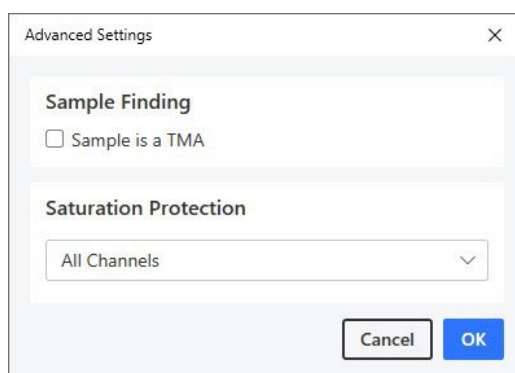 Advanced Settings
Sample Finding
Sample is a TMA
Saturation Protection
All Channels
Cancel OK